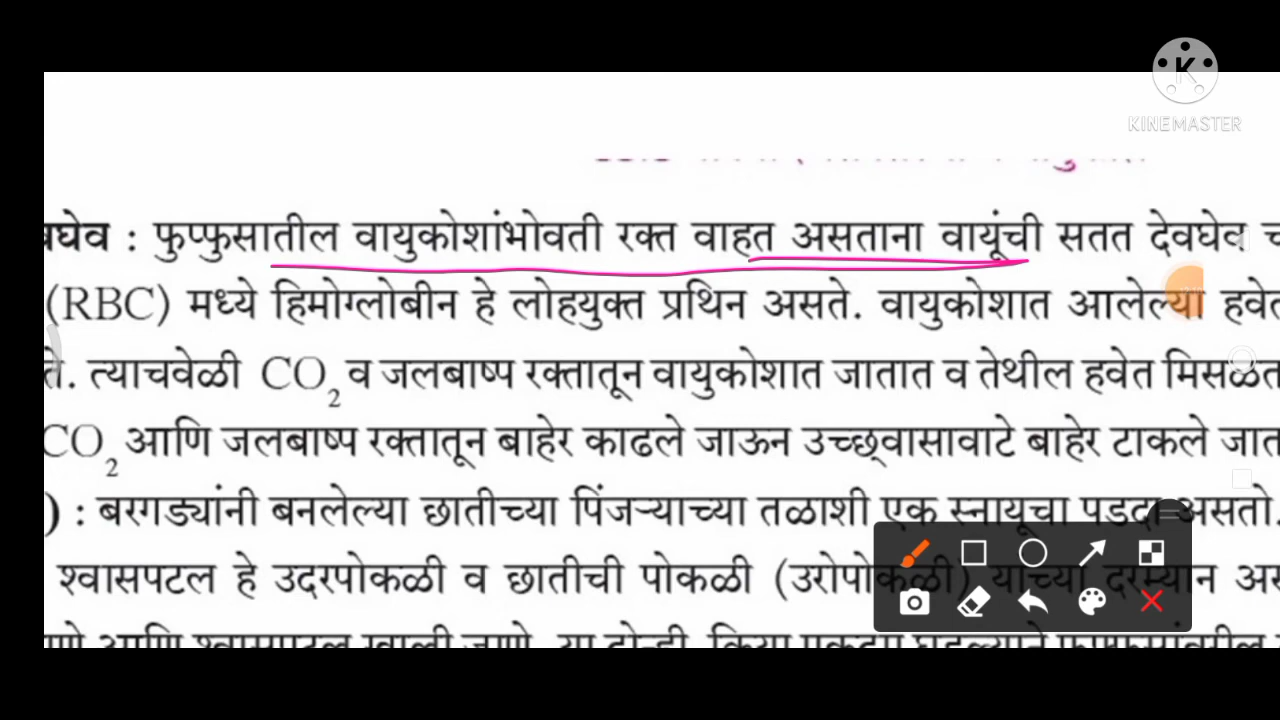 KINEMASTER
वघेव : फुप्फुसातील वायुकोशांभोवती रक्त वाहत असताना वायूंची सतत देवघेव
(RBC) मध्ये हिमोग्लोबीन हे लोहयुक्त प्रथिन असते. वायुकोशात आलेल्या हवेत
ते. त्याचवेळी CO₂ व जलबाष्प रक्तातून वायुकोशात जातात व तेथील हवेत मिसळत
CO₂ आणि जलबाष्प रक्तातून बाहेर काढले जाऊन उच्छ्वासावाटे बाहेर टाकले जात
) : बरगड्यांनी बनलेल्या छातीच्या पिंजऱ्याच्या तळाशी एक स्नायूचा पडदा असतो.
श्वासपटल हे उदरपोकळी व छातीची पोकळी (उरोपोकळी) यांच्या दरम्यान